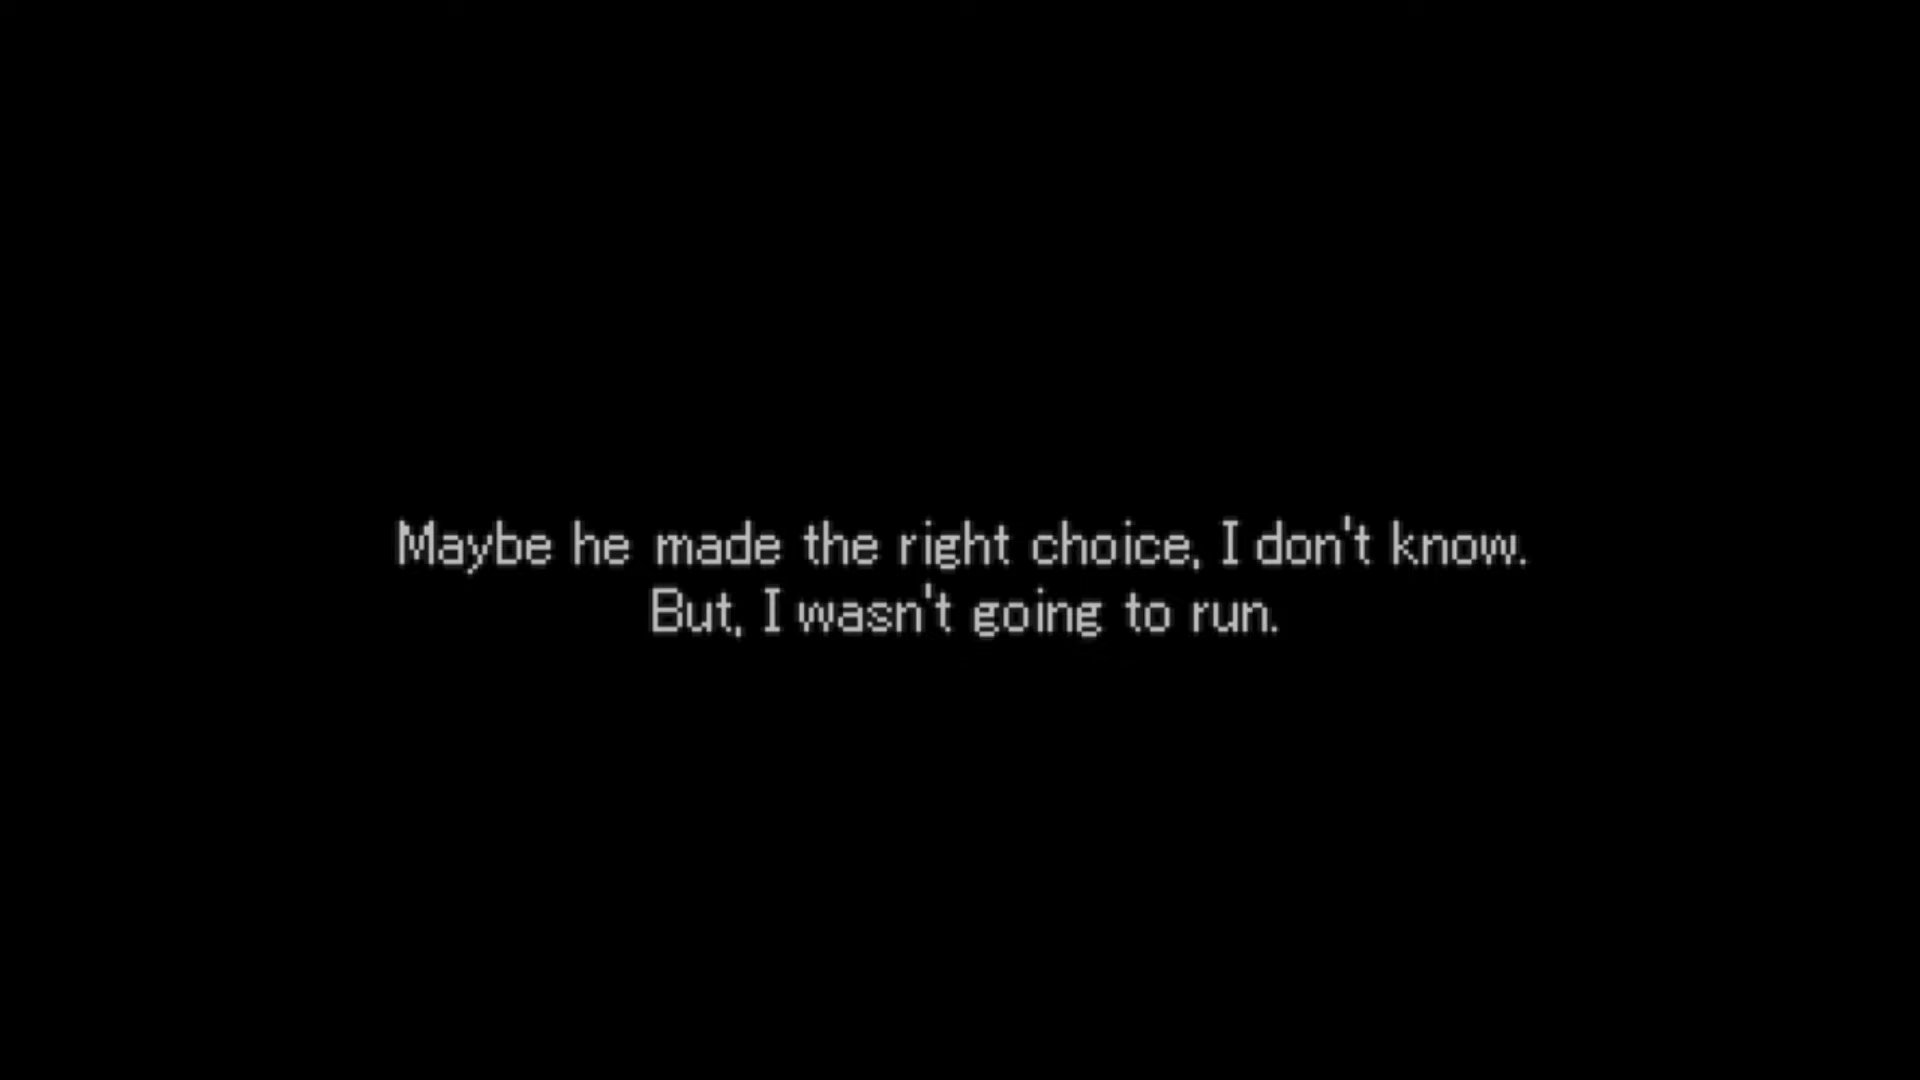 Maybe he made the right choice, I don't know.
But, I wasn't going to run.